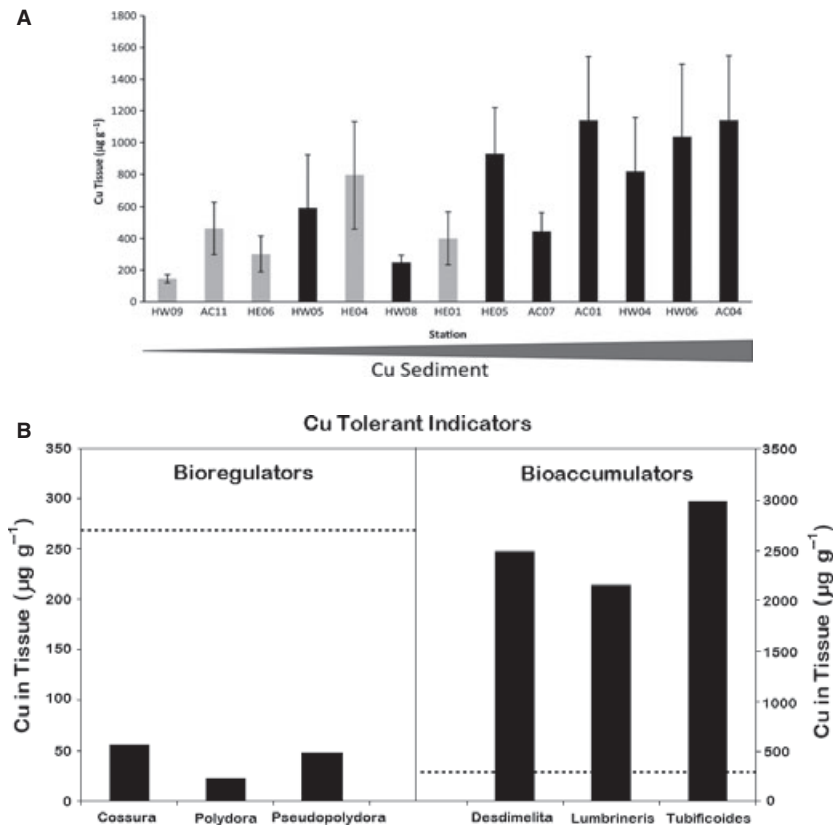 A
1800
1600
1400
1200
1000
800
600
400
200
0
Cu Tissue (µg g⁻¹)
HW09 AC11 HE06 HW05 HE04 HW08 HE01 HE05 AC07 AC01 HW04 HW06 AC04
Station
Cu Sediment
B
Cu Tolerant Indicators
Bioregulators
Bioaccumulators
350
300
250
200
150
100
50
0
Cu in Tissue (µg g⁻¹)
3500
3000
2500
2000
1500
1000
500
0
Cu in Tissue (µg g⁻¹)
Cossura Polydora Pseudopolydora Desdimelita Lumbrineris Tubificoides